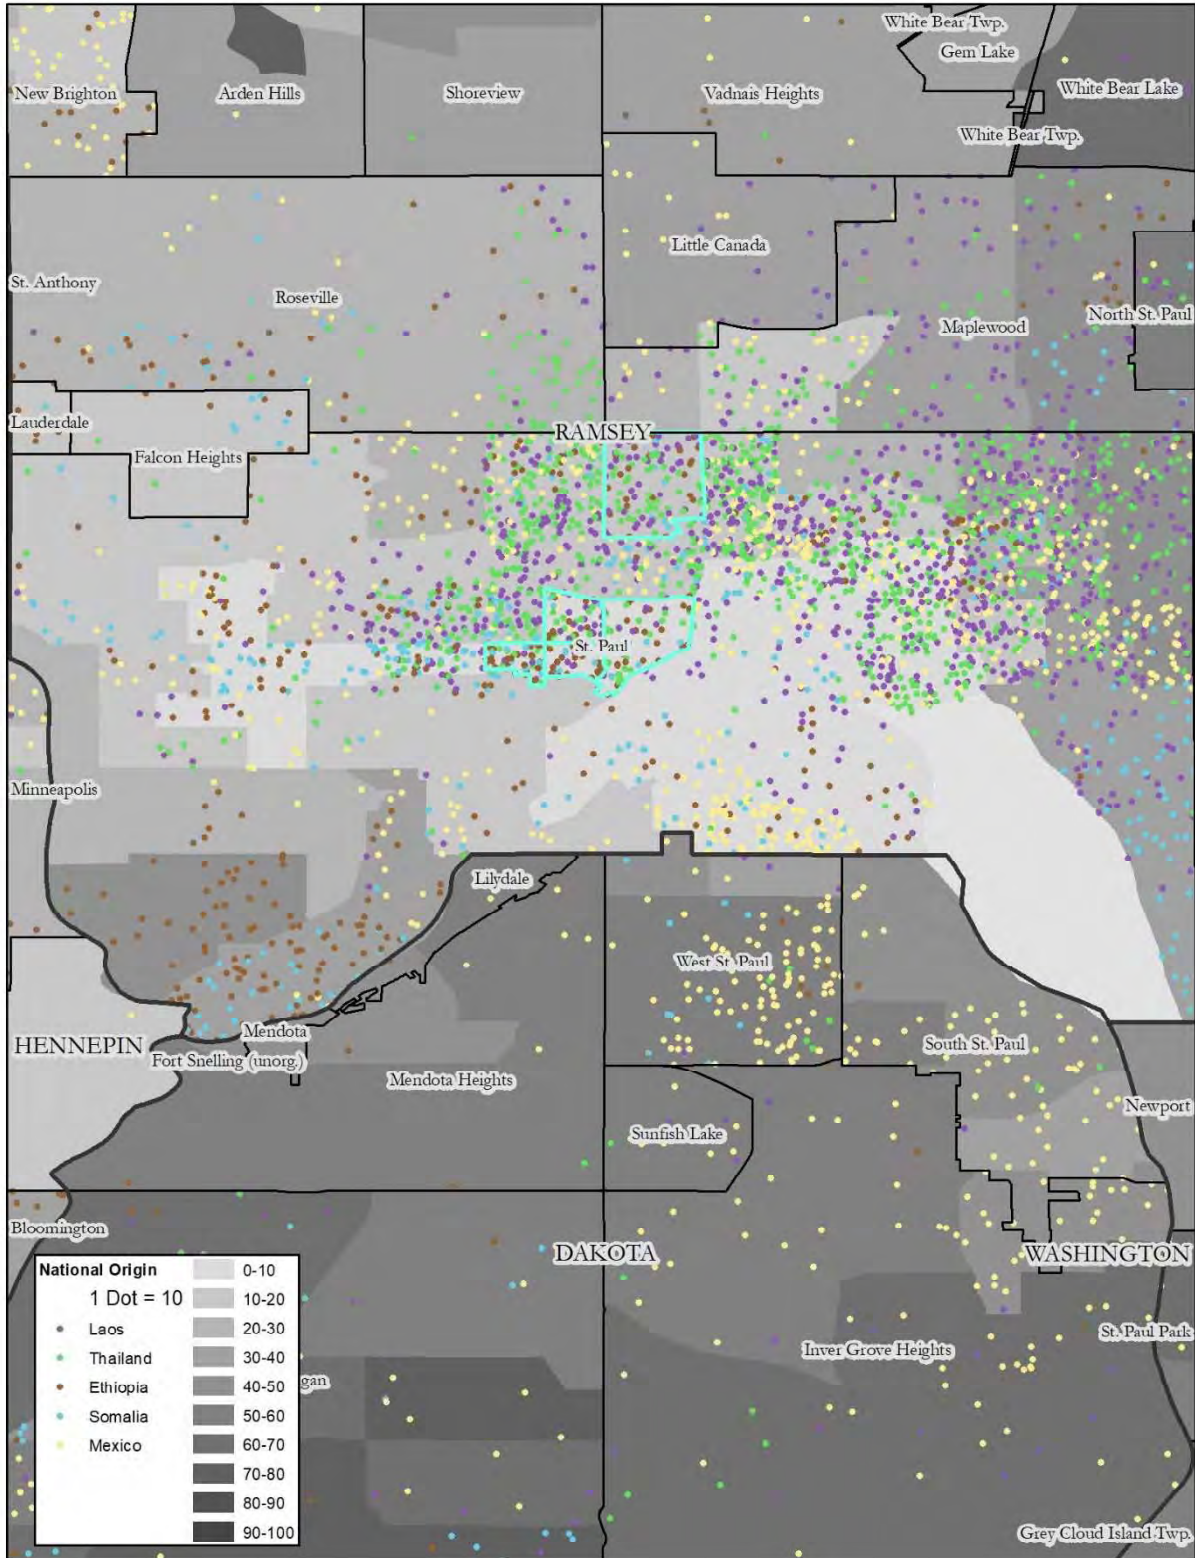 White Bear Twp.
Gem Lake
New Brighton
Arden Hills
Shoreview
Vadnais Heights
White Bear Lake
White Bear Twp.
Little Canada
St. Anthony
Roseville
North St. Paul
Maplewood
Lauderdale
RAMSEY
Falcon Heights
St. Paul
Minneapolis
Lilydale
West St. Paul
Mendota
HENNEPIN
South St. Paul
Fort Snelling (unorg.)
Mendota Heights
Newport
Sunfish Lake
Bloomington
DAKOTA
WASHINGTON
St. Paul Park
Inver Grove Heights
gan
Grey Cloud Island Twp.
National Origin
1 Dot = 10
Laos
Thailand
Ethiopia
Somalia
Mexico
0-10
10-20
20-30
30-40
40-50
50-60
60-70
70-80
80-90
90-100